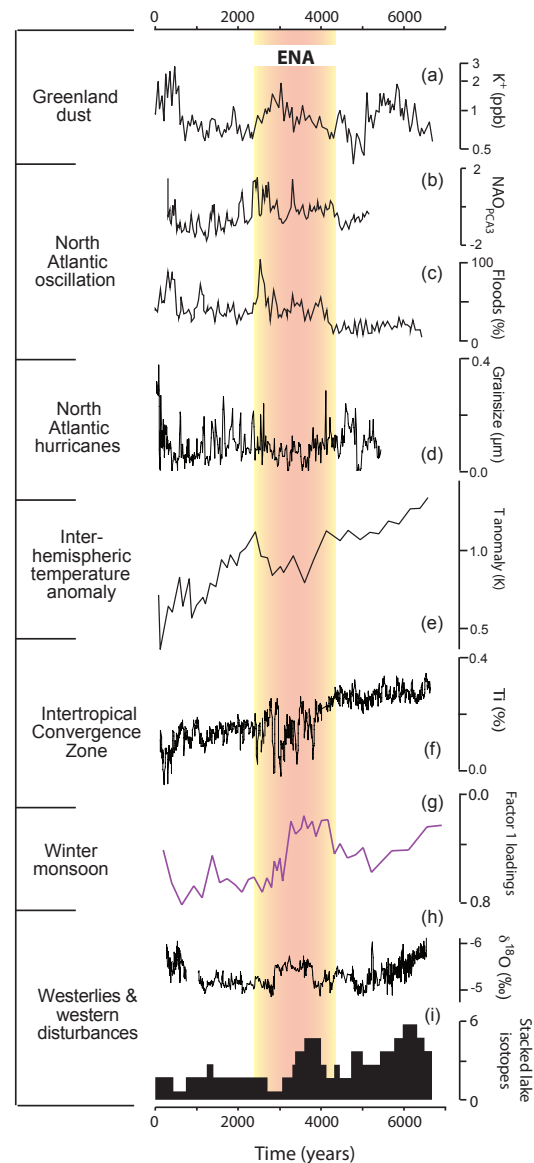 0 2000 4000 6000
ENA
Greenland
dust
(a)
3
2
1
0.5
K+ (ppb)
North
Atlantic
oscillation
(b)
2
-2
NAOPCA3
(c)
100
0
Floods (%)
North
Atlantic
hurricanes
(d)
0.4
0.0
Grainsize (μm)
Inter-
hemispheric
temperature
anomaly
(e)
1.0
0.5
T anomaly (K)
Intertropical
Convergence
Zone
(f)
0.4
0.0
Ti (%)
Winter
monsoon
(g)
0.0
0.8
Factor 1 loadings
Westerlies &
western
disturbances
(h)
-6
-5
δ18O (‰)
(i)
6
3
0
Stacked lake
isotopes
0 2000 4000 6000
Time (years)